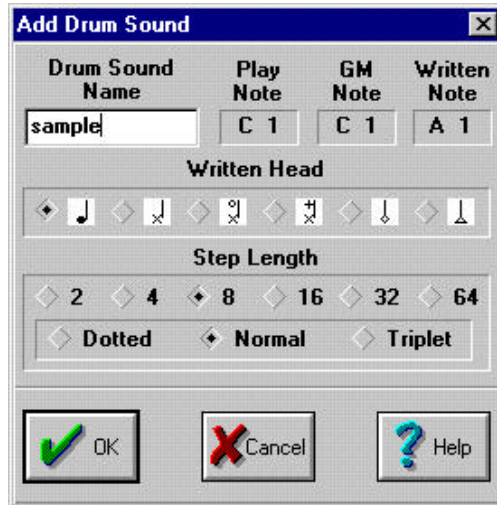 Add Drum Sound
Drum Sound Name
Play Note
GM Note
Written Note
sample
C 1
C 1
A 1
Written Head
Step Length
2 4 8 16 32 64
Dotted Normal Triplet
OK Cancel Help